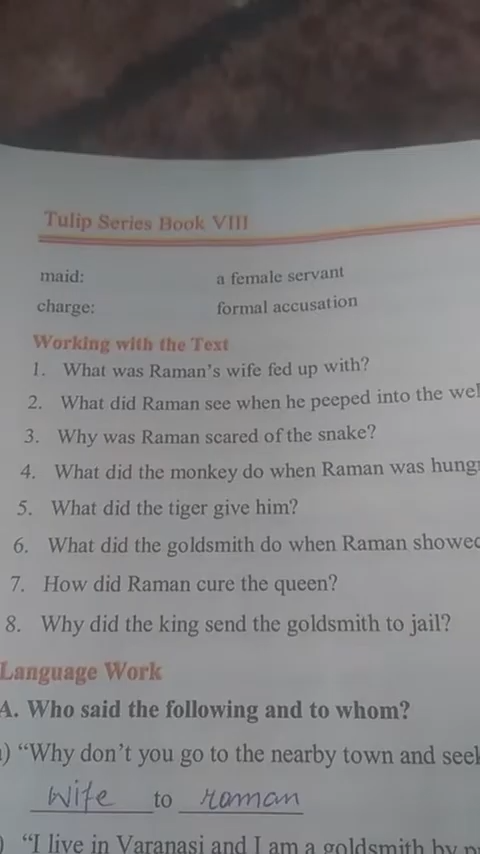 Tulip Series Book VIII
maid: a female servant
charge: formal accusation
Working with the Text
1. What was Raman's wife fed up with?
2. What did Raman see when he peeped into the
3. Why was Raman scared of the snake?
4. What did the monkey do when Raman was
5. What did the tiger give him?
6. What did the goldsmith do when Raman
7. How did Raman cure the queen?
8. Why did the king send the goldsmith to jail?
Language Work
A. Who said the following and to whom?
) "Why don't you go to the nearby town and
Wife to raman
) "I live in Varanasi and I am a goldsmith by